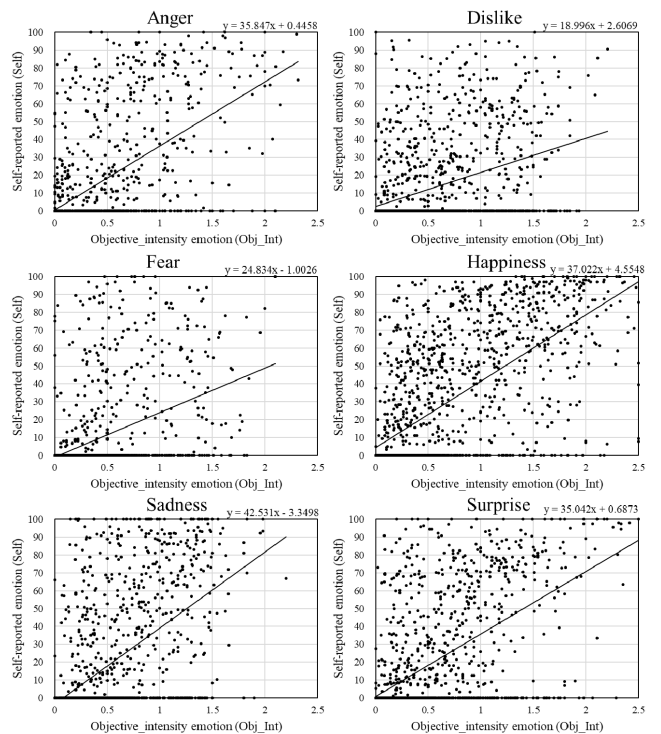 Anger
y = 35.847x + 0.4458
Self-reported emotion (Self)
100
90
80
70
60
50
40
30
20
10
0
0 0.5 1 1.5 2 2.5
Objective_intensity emotion (Obj_Int)
Dislike
y = 18.996x + 2.6069
Self-reported emotion (Self)
100
90
80
70
60
50
40
30
20
10
0
0 0.5 1 1.5 2 2.5
Objective_intensity emotion (Obj_Int)
Fear
y = 24.834x - 1.0026
Self-reported emotion (Self)
100
90
80
70
60
50
40
30
20
10
0
0 0.5 1 1.5 2 2.5
Objective_intensity emotion (Obj_Int)
Happiness
y = 37.022x + 4.5548
Self-reported emotion (Self)
100
90
80
70
60
50
40
30
20
10
0
0 0.5 1 1.5 2 2.5
Objective_intensity emotion (Obj_Int)
Sadness
y = 42.531x - 3.3498
Self-reported emotion (Self)
100
90
80
70
60
50
40
30
20
10
0
0 0.5 1 1.5 2 2.5
Objective_intensity emotion (Obj_Int)
Surprise
y = 35.042x + 0.6873
Self-reported emotion (Self)
100
90
80
70
60
50
40
30
20
10
0
0 0.5 1 1.5 2 2.5
Objective_intensity emotion (Obj_Int)